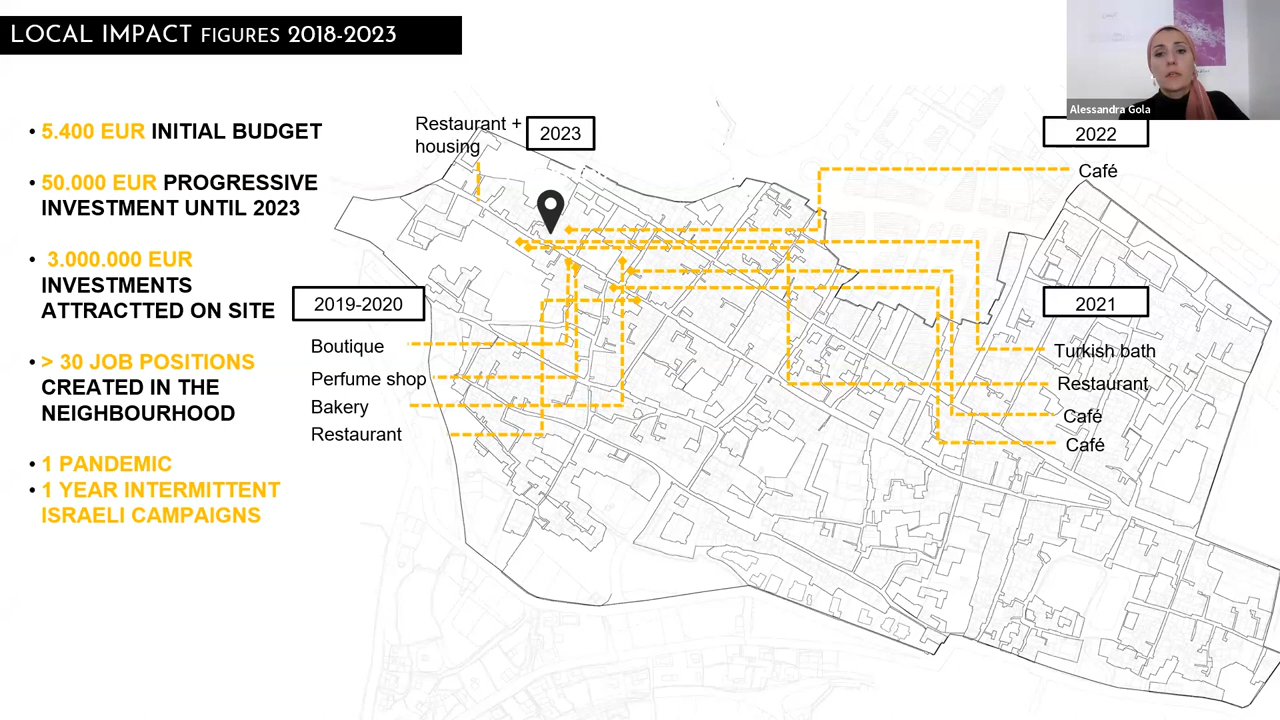 LOCAL IMPACT FIGURES 2018-2023
Alessandra Gola
• 5.400 EUR INITIAL BUDGET
• 50.000 EUR PROGRESSIVE
INVESTMENT UNTIL 2023
• 3.000.000 EUR
INVESTMENTS
ATTRACTTED ON SITE
• > 30 JOB POSITIONS
CREATED IN THE
NEIGHBOURHOOD
• 1 PANDEMIC
• 1 YEAR INTERMITTENT
ISRAELI CAMPAIGNS
Restaurant +
housing
2023
2019-2020
Boutique
Perfume shop
Bakery
Restaurant
2022
Café
2021
Turkish bath
Restaurant
Café
Café